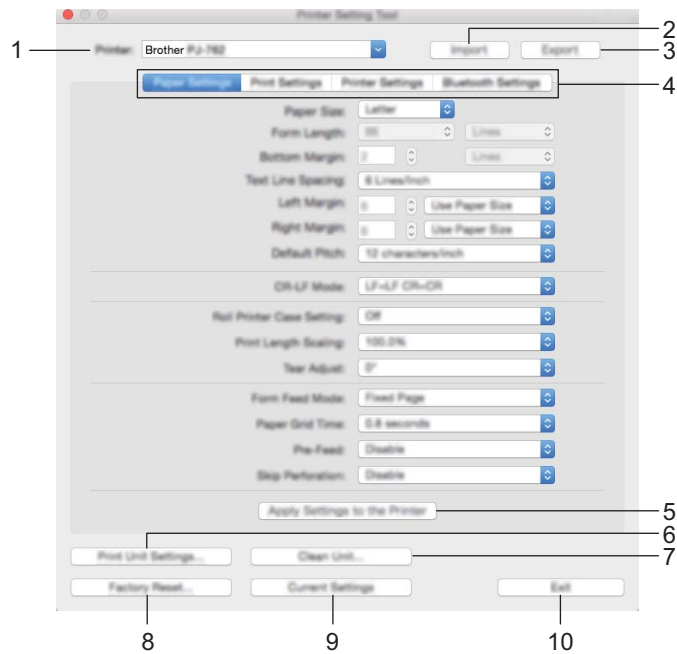 Printer Setting Tool
2
1 Printer: Brother PJ-762 Import Export 3
Paper Settings Print Settings Printer Settings Bluetooth Settings 4
Paper Size: Letter
Form Length: Lines
Bottom Margin: 2 Lines
Text Line Spacing: 6 Lines/Inch
Left Margin: Use Paper Size
Right Margin: Use Paper Size
Default Pitch: 12 characters/inch
CR-LF Mode: LF=LF CR=CR
Roll Printer Case Setting: Off
Print Length Scaling: 100.0%
Tear Adjust: 0"
Form Feed Mode: Fixed Page
Paper Grid Time: 0.8 seconds
Pre-Feed: Disable
Skip Perforation: Disable
Apply Settings to the Printer 5
6
Print Unit Settings... Clean Unit... 7
Factory Reset... Current Settings Exit
8 9 10